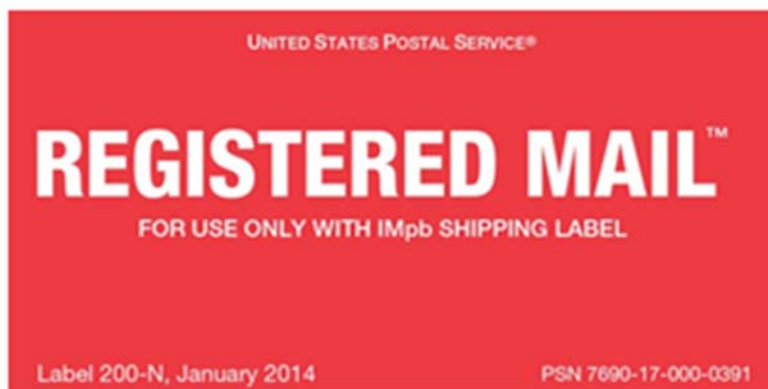 UNITED STATES POSTAL SERVICE®
REGISTERED MAIL™
FOR USE ONLY WITH IMpb SHIPPING LABEL
Label 200-N, January 2014
PSN 7690-17-000-0391